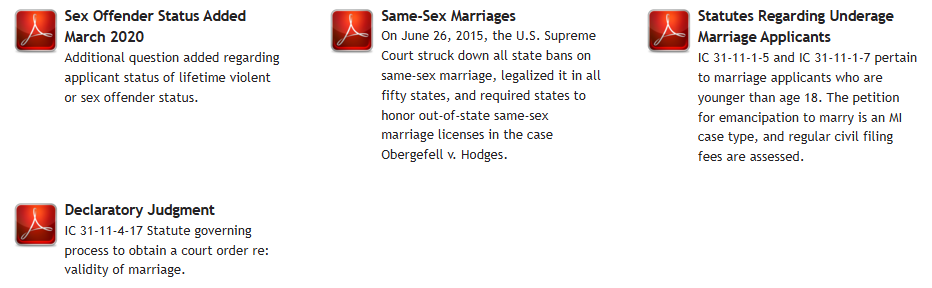 Sex Offender Status Added
March 2020
Additional question added regarding
applicant status of lifetime violent
or sex offender status.
Same-Sex Marriages
On June 26, 2015, the U.S. Supreme
Court struck down all state bans on
same-sex marriage, legalized it in all
fifty states, and required states to
honor out-of-state same-sex
marriage licenses in the case
Obergefell v. Hodges.
Statutes Regarding Underage
Marriage Applicants
IC 31-11-1-5 and IC 31-11-1-7 pertain
to marriage applicants who are
younger than age 18. The petition
for emancipation to marry is an MI
case type, and regular civil filing
fees are assessed.
Declaratory Judgment
IC 31-11-4-17 Statute governing
process to obtain a court order re:
validity of marriage.